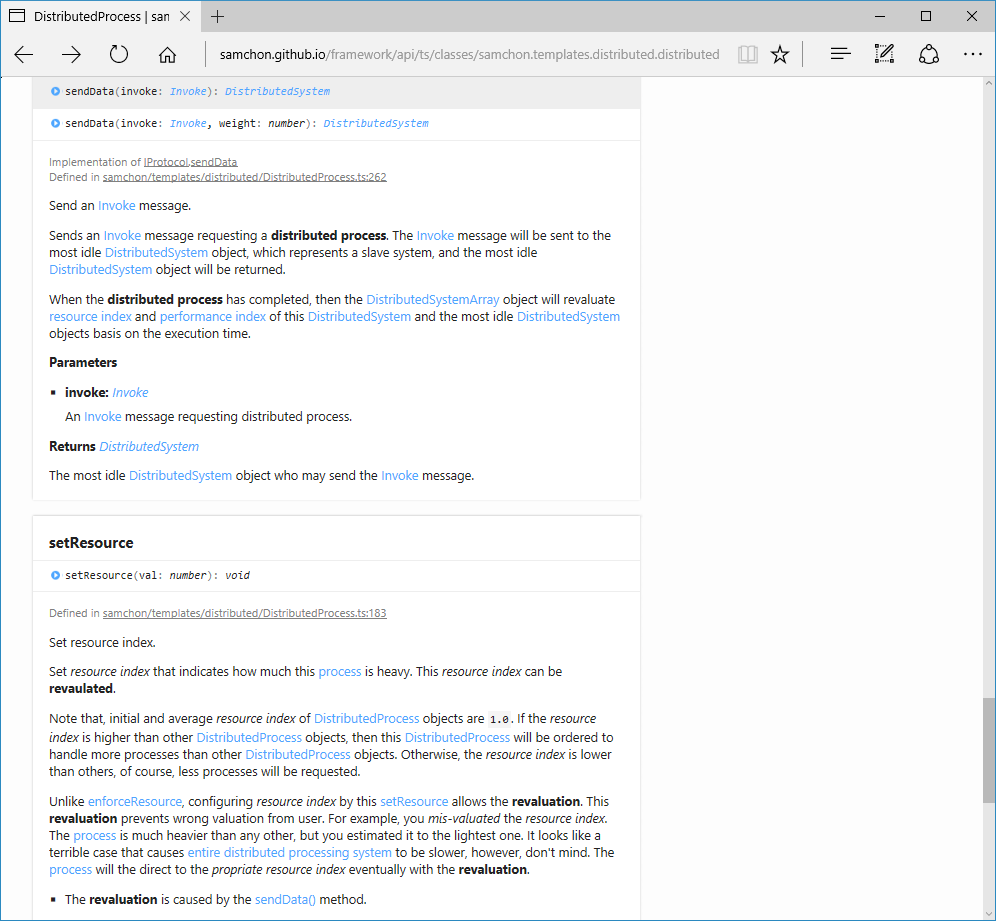 DistributedProcess | san
samchon.github.io/framework/api/ts/classes/samchon.templates.distributed.distributed
sendData(invoke: Invoke): DistributedSystem
sendData(invoke: Invoke, weight: number): DistributedSystem
Implementation of IProtocol.sendData
Defined in samchon/templates/distributed/DistributedProcess.ts:262
Send an Invoke message.
Sends an Invoke message requesting a distributed process. The Invoke message will be sent to the
most idle DistributedSystem object, which represents a slave system, and the most idle
DistributedSystem object will be returned.
When the distributed process has completed, then the DistributedSystemArray object will revaluate
resource index and performance index of this DistributedSystem and the most idle DistributedSystem
objects basis on the execution time.
Parameters
▪ invoke: Invoke
An Invoke message requesting distributed process.
Returns DistributedSystem
The most idle DistributedSystem object who may send the Invoke message.
setResource
setResource(val: number): void
Defined in samchon/templates/distributed/DistributedProcess.ts:183
Set resource index.
Set resource index that indicates how much this process is heavy. This resource index can be
revaulated.
Note that, initial and average resource index of DistributedProcess objects are 1.0. If the resource
index is higher than other DistributedProcess objects, then this DistributedProcess will be ordered to
handle more processes than other DistributedProcess objects. Otherwise, the resource index is lower
than others, of course, less processes will be requested.
Unlike enforceResource, configuring resource index by this setResource allows the revaluation. This
revaluation prevents wrong valuation from user. For example, you mis-valuated the resource index.
The process is much heavier than any other, but you estimated it to the lightest one. It looks like a
terrible case that causes entire distributed processing system to be slower, however, don't mind. The
process will the direct to the propriate resource index eventually with the revaluation.
▪ The revaluation is caused by the sendData() method.